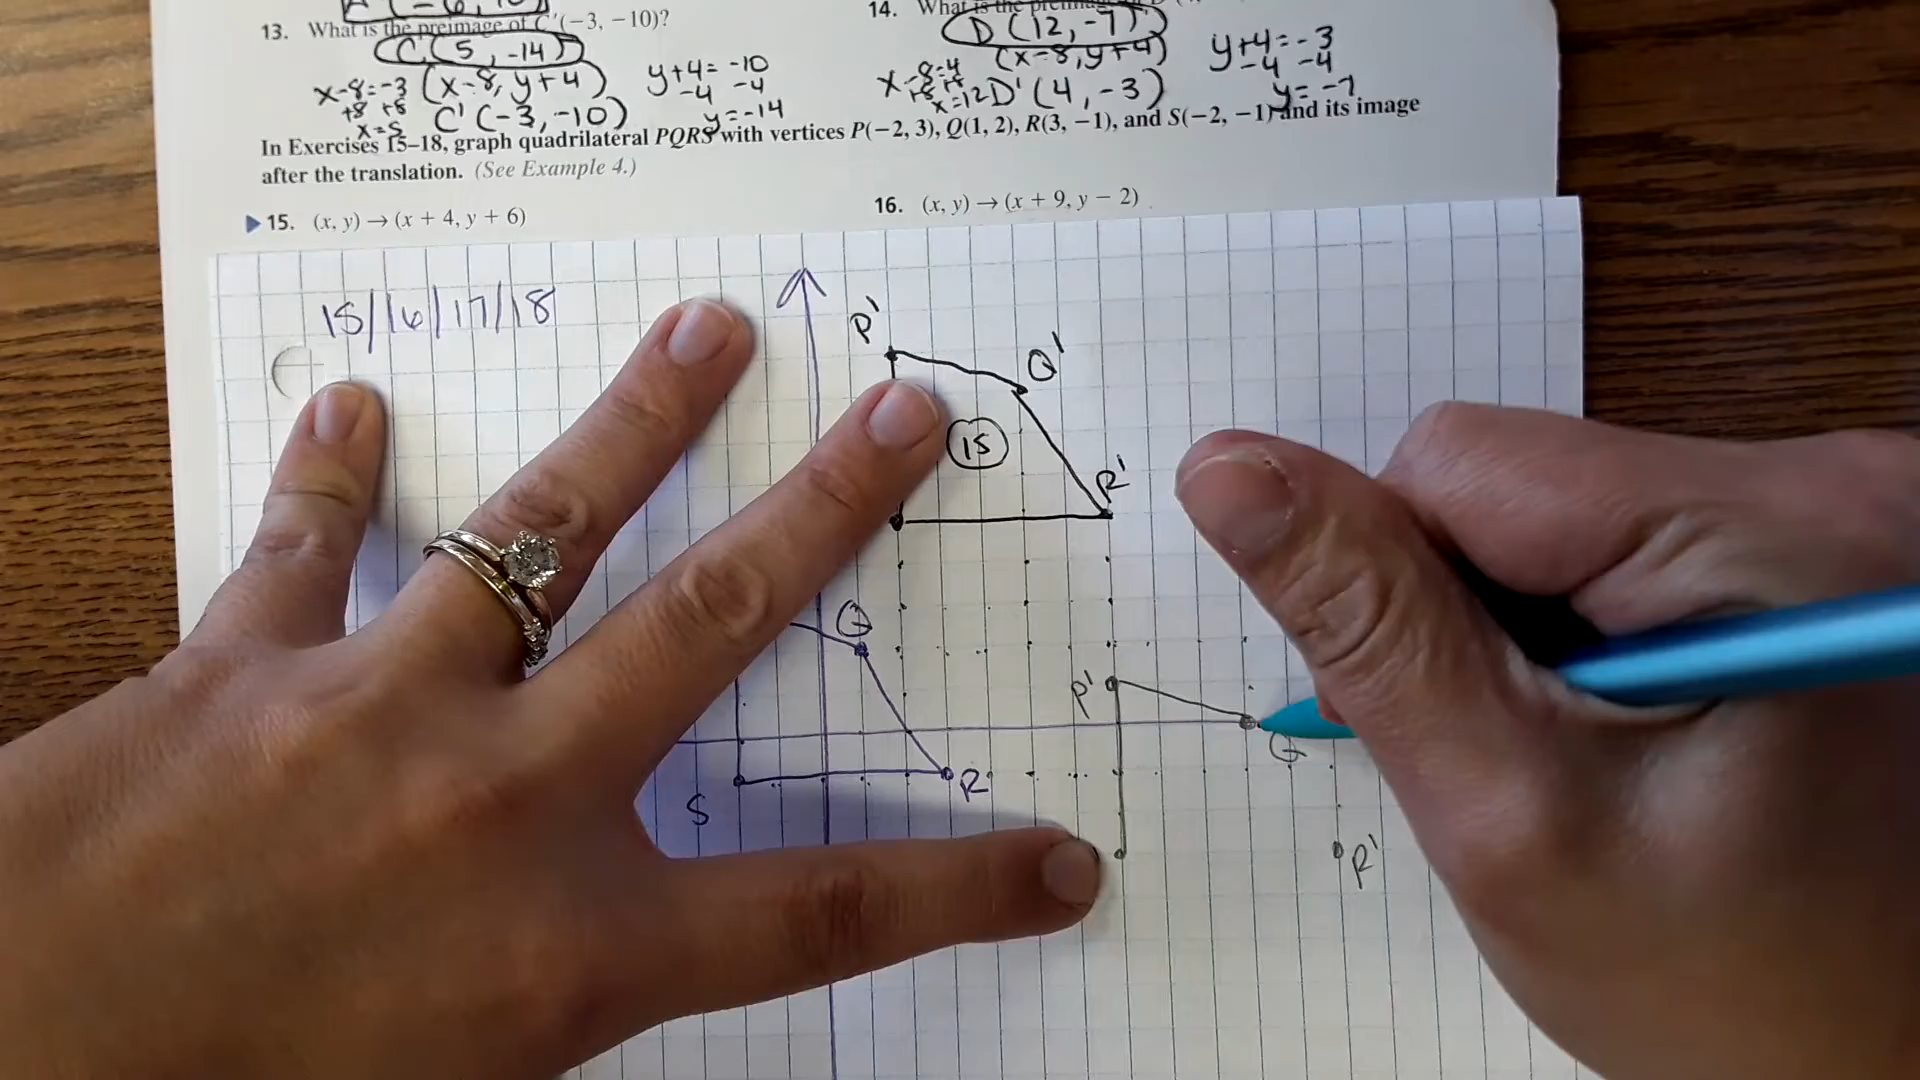 13. What is the preimage of C′(−3, −10)?
C (5, -14)
x-8=-3 (x-8, y+4) y+4=-10
+8 +8 -4 -4
x=5 C' (-3, -10) y=-14
14. What is the preimage
D (12, -7)
(x-8, y+4) y+4=-3
x-8=4 -4 -4
+8 +8
x=12 D' (4, -3) y=-7
In Exercises 15–18, graph quadrilateral PQRS with vertices P(−2, 3), Q(1, 2), R(3, −1), and S(−2, −1) and its image
after the translation. (See Example 4.)
15. (x, y) → (x + 4, y + 6)
16. (x, y) → (x + 9, y − 2)
15/16/17/18
P'
Q'
15
R'
Q
P'
Q
S
R
R'